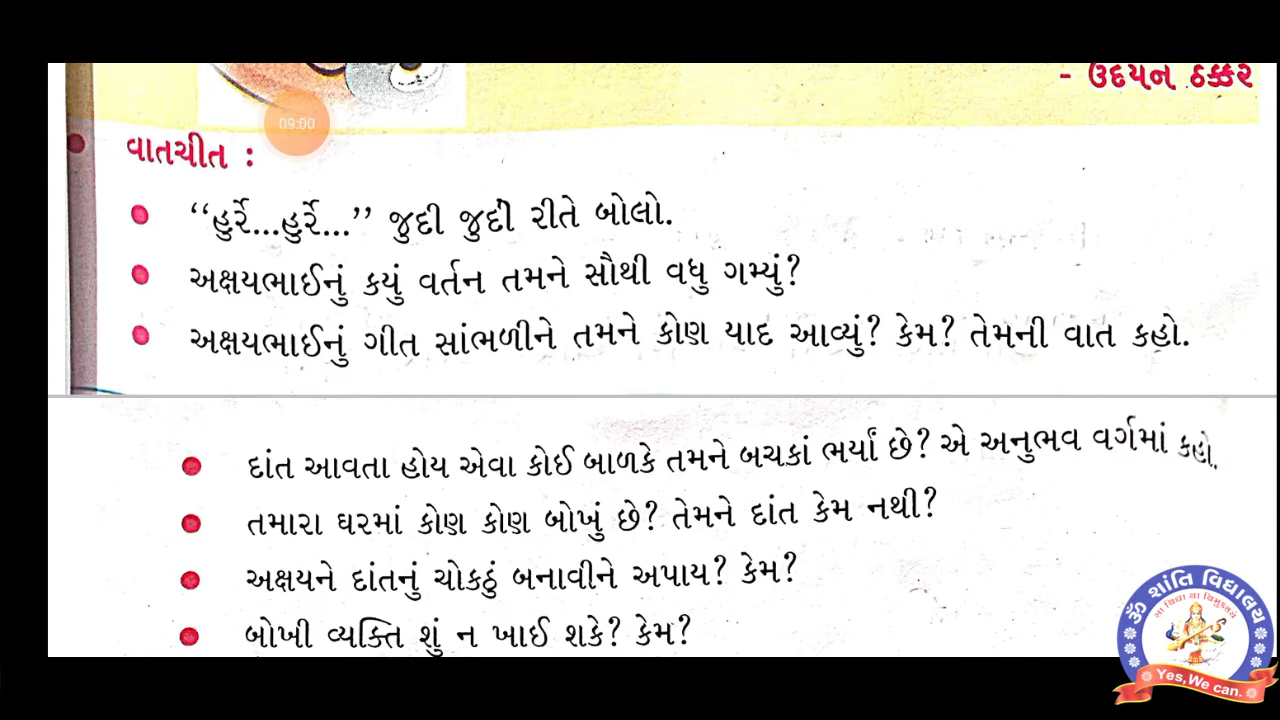 - ઉદયન ઠક્કર
09:00
વાતચીત :
“હુર્રે...હુર્રે...” જુદી જુદી રીતે બોલો.
અક્ષયભાઈનું કયું વર્તન તમને સૌથી વધુ ગમ્યું?
અક્ષયભાઈનું ગીત સાંભળીને તમને કોણ યાદ આવ્યું? કેમ? તેમની વાત કહો.
દાંત આવતા હોય એવા કોઈ બાળકે તમને બચકાં ભર્યાં છે? એ અનુભવ વર્ગમાં કહો.
તમારા ઘરમાં કોણ કોણ બોખું છે? તેમને દાંત કેમ નથી?
અક્ષયને દાંતનું ચોકઠું બનાવીને અપાય? કેમ?
બોખી વ્યક્તિ શું ન ખાઈ શકે? કેમ?
ૐ શાંતિ વિદ્યાલય
સા વિદ્યા યા વિમુક્તયે
Yes, We can.